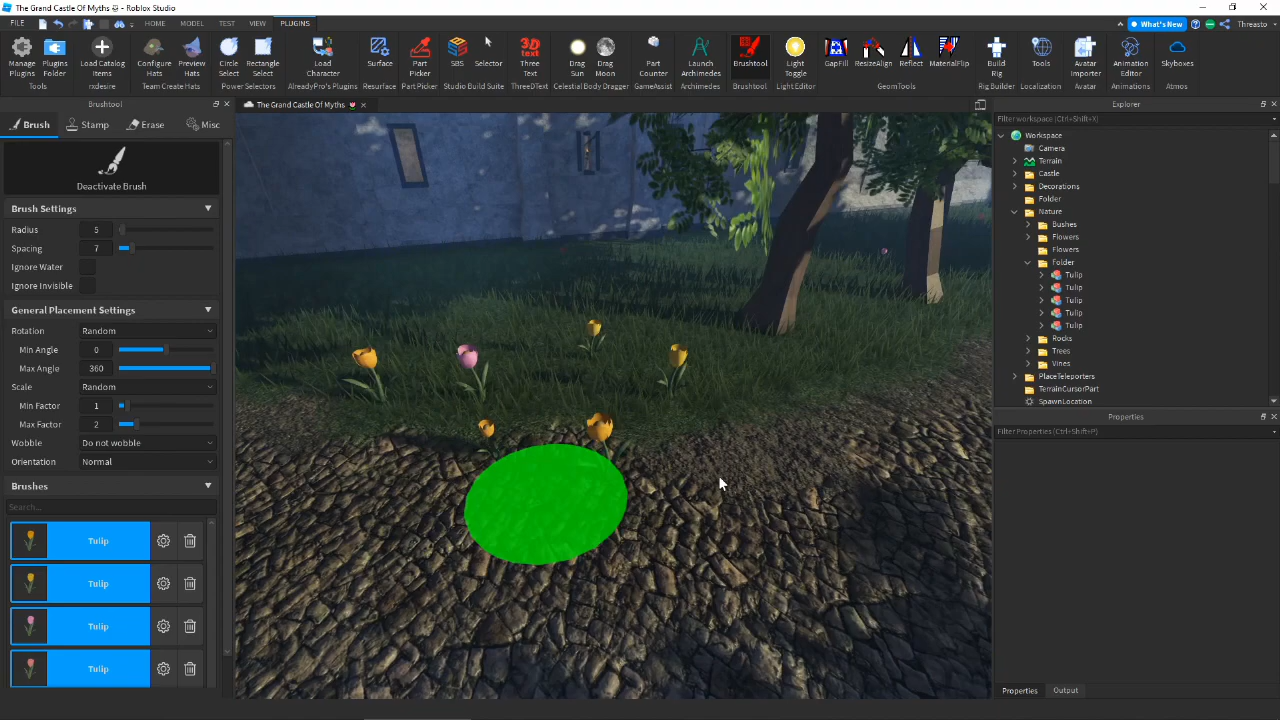 The Grand Castle Of Myths
FILE HOME MODEL TEST VIEW PLUGINS What's New Threasto
Manage Plugins Plugins Folder Load Catalog Items Configure Hats Preview Hats Circle Select Rectangle Select Load Character Surface Part Picker SBS Selector Three Text Drag Sun Drag Moon Part Counter Launch Archimedes Brushtool Light Toggle GapFill ResizeAlign Reflect MaterialFlip Build Rig Tools Avatar Importer Animation Editor Skyboxes
Tools rxdesire Team Create Hats Power Selectors AlreadyPro's Plugins Resurface Part Picker Studio Build Suite ThreeDText Celestial Body Dragger GameAssist Archimedes Brushtool Light Editor GeomTools Rig Builder Localization Avatar Animations Atmos
Brushtool
Brush Stamp Erase Misc
Deactivate Brush
Brush Settings
Radius 5
Spacing 7
Ignore Water
Ignore Invisible
General Placement Settings
Rotation Random
Min Angle 0
Max Angle 360
Scale Random
Min Factor 1
Max Factor 2
Wobble Do not wobble
Orientation Normal
Brushes
Search...
Tulip
Tulip
Tulip
Tulip
The Grand Castle Of Myths
Explorer
Filter workspace (Ctrl+Shift+X)
Workspace
Camera
Terrain
Castle
Decorations
Folder
Nature
Bushes
Flowers
Flowers
Folder
Tulip
Tulip
Tulip
Tulip
Tulip
Rocks
Trees
Vines
PlaceTeleporters
TerrainCursorPart
SpawnLocation
Properties
Filter Properties (Ctrl+Shift+P)
Properties Output